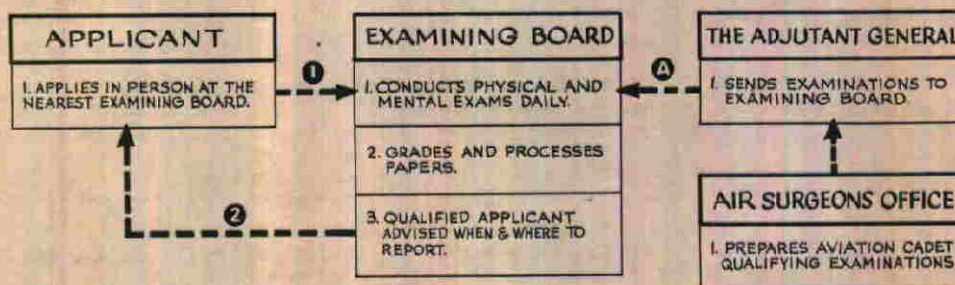 APPLICANT
1. APPLIES IN PERSON AT THE
NEAREST EXAMINING BOARD.
1
EXAMINING BOARD
1. CONDUCTS PHYSICAL AND
MENTAL EXAMS DAILY.
2. GRADES AND PROCESSES
PAPERS.
3. QUALIFIED APPLICANT
ADVISED WHEN & WHERE TO
REPORT.
2
A
THE ADJUTANT GENERAL
1. SENDS EXAMINATIONS TO
EXAMINING BOARD.
AIR SURGEONS OFFICE
1. PREPARES AVIATION CADET
QUALIFYING EXAMINATIONS